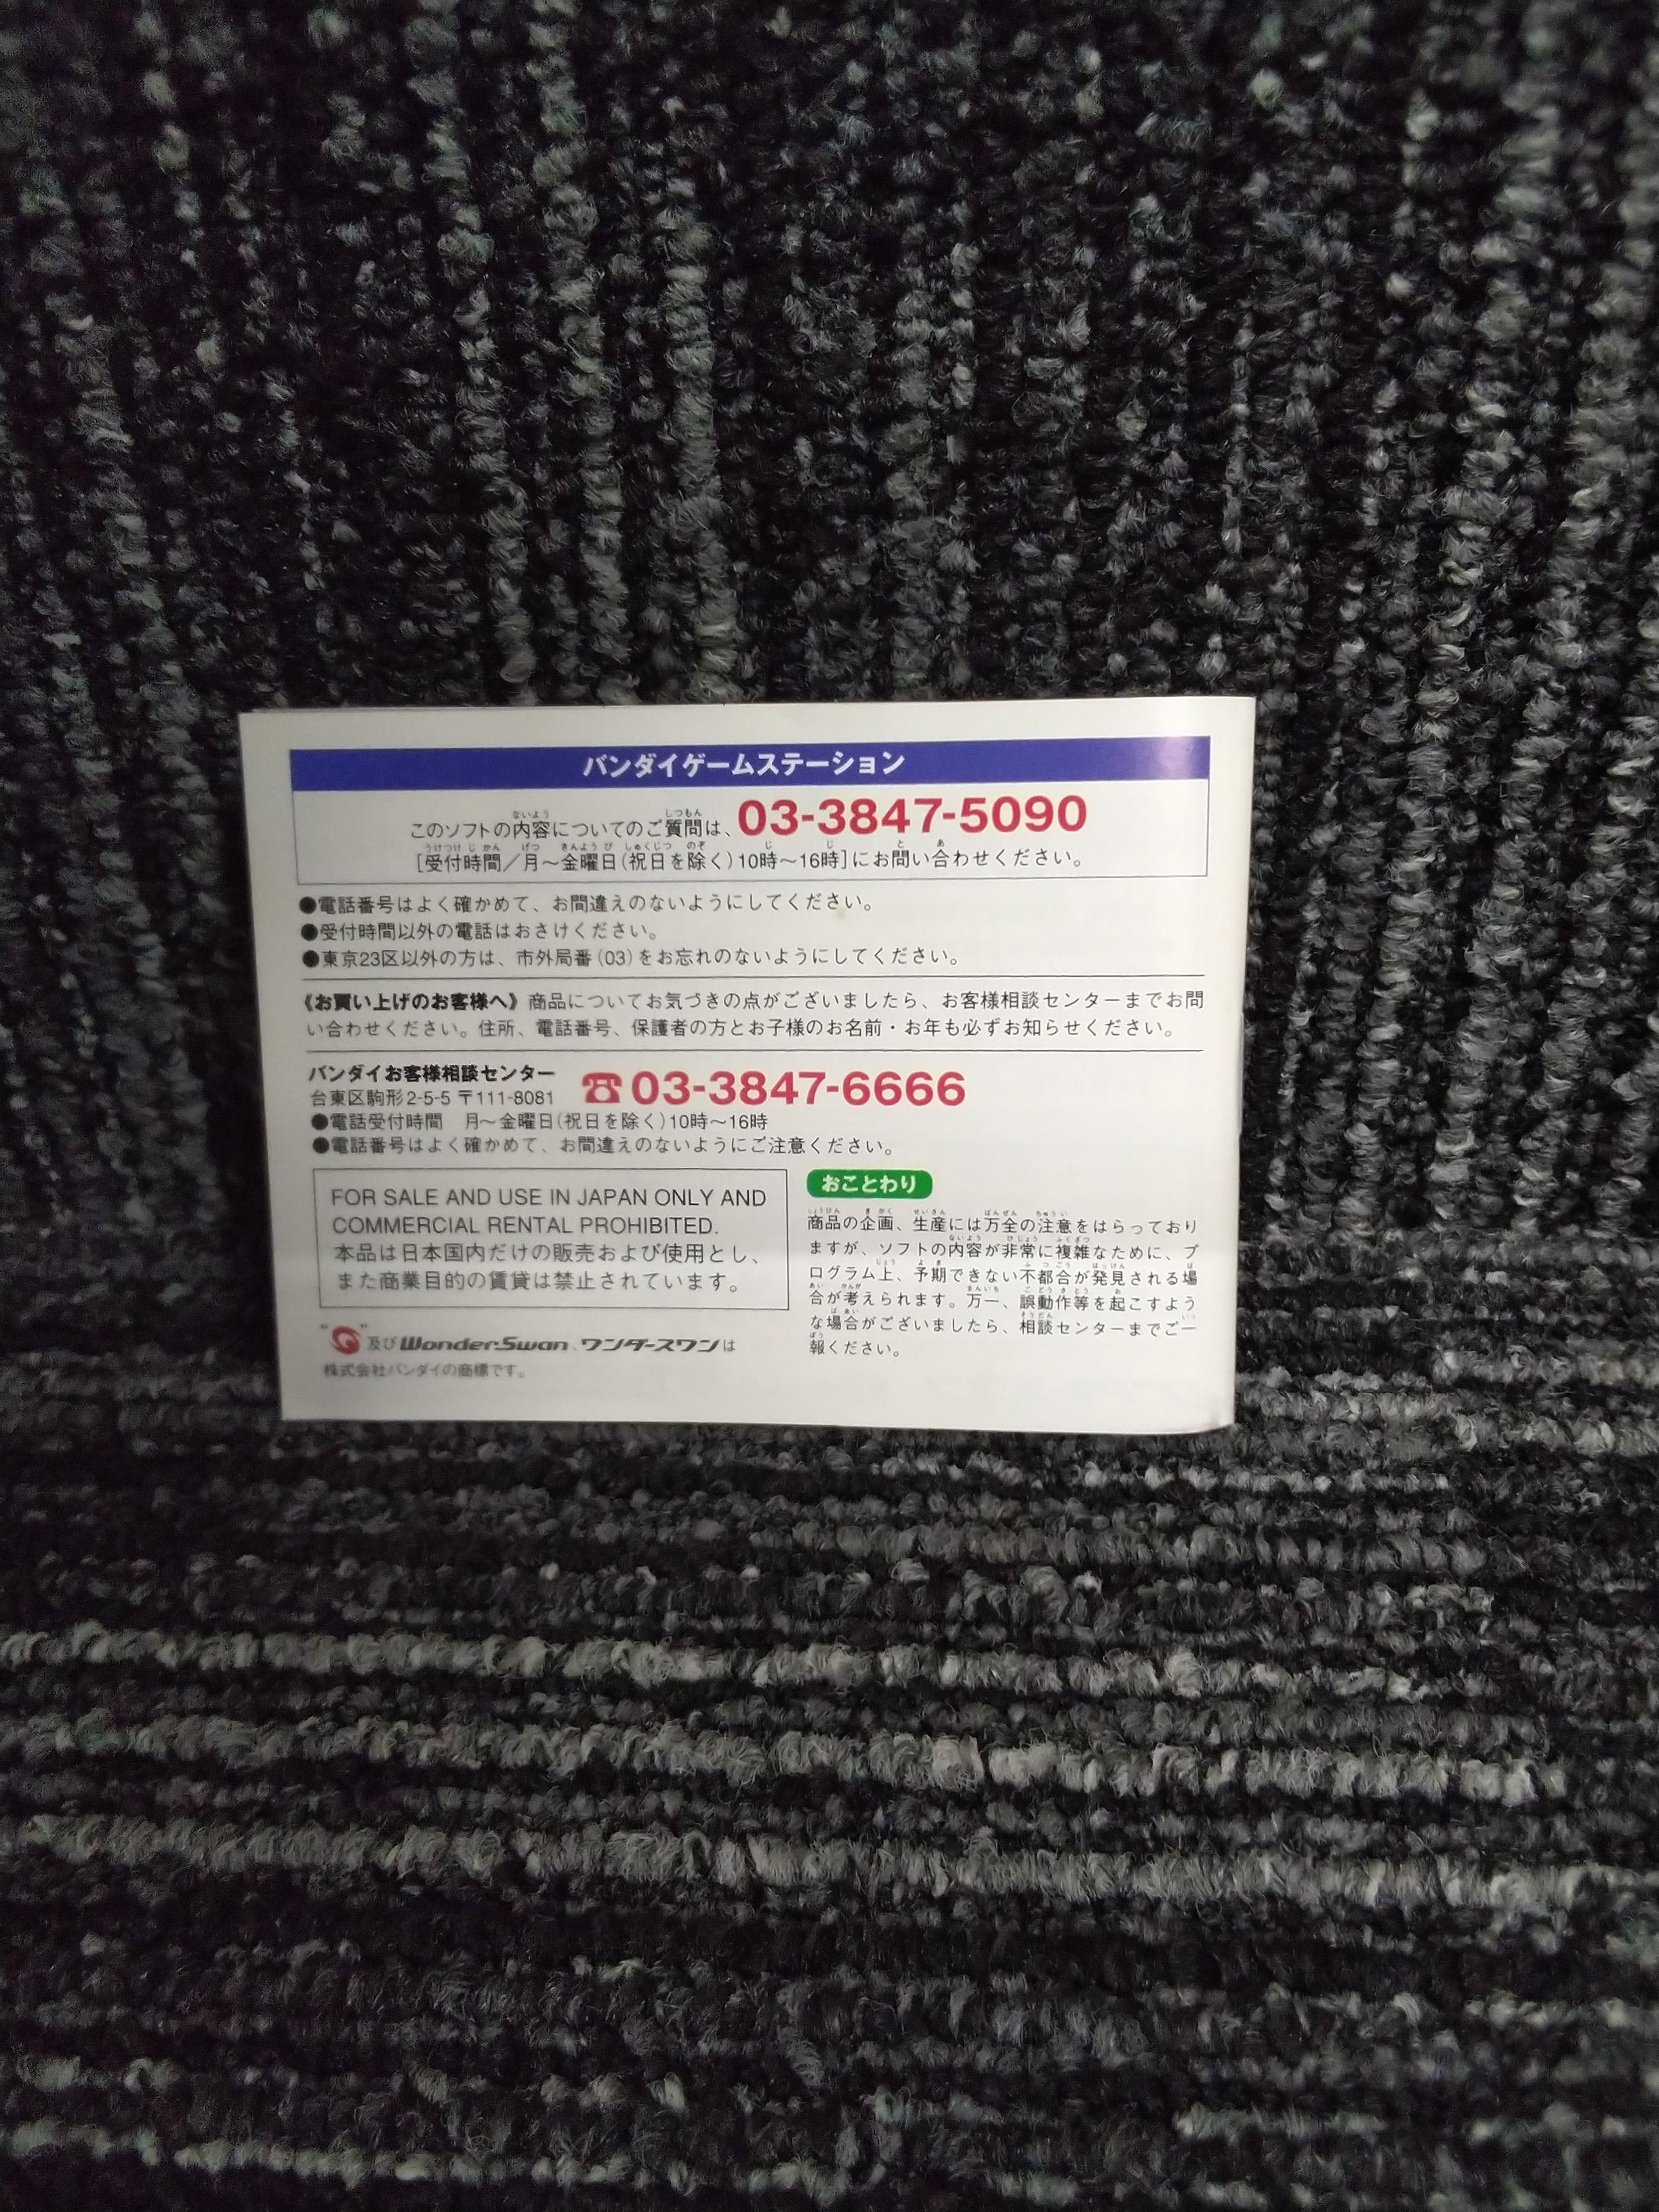 バンダイゲームステーション
このソフトの内容についてのご質問は、03-3847-5090
[受付時間／月〜金曜日(祝日を除く)10時〜16時]にお問い合わせください。
●電話番号はよく確かめて、お間違えのないようにしてください。
●受付時間以外の電話はおさけください。
●東京23区以外の方は、市外局番(03)をお忘れのないようにしてください。
《お買い上げのお客様へ》商品についてお気づきの点がございましたら、お客様相談センターまでお問
い合わせください。住所、電話番号、保護者の方とお子様のお名前・お年も必ずお知らせください。
バンダイお客様相談センター
台東区駒形2-5-5 〒111-8081
☎03-3847-6666
●電話受付時間　月〜金曜日(祝日を除く)10時〜16時
●電話番号はよく確かめて、お間違えのないようにご注意ください。
FOR SALE AND USE IN JAPAN ONLY AND
COMMERCIAL RENTAL PROHIBITED.
本品は日本国内だけの販売および使用とし、
また商業目的の賃貸は禁止されています。
" "及びWonderSwan、ワンダースワンは
株式会社バンダイの商標です。
おことわり
商品の企画、生産には万全の注意をはらっており
ますが、ソフトの内容が非常に複雑なために、プ
ログラム上、予期できない不都合が発見される場
合が考えられます。万一、誤動作等を起こすよう
な場合がございましたら、相談センターまでご一
報ください。